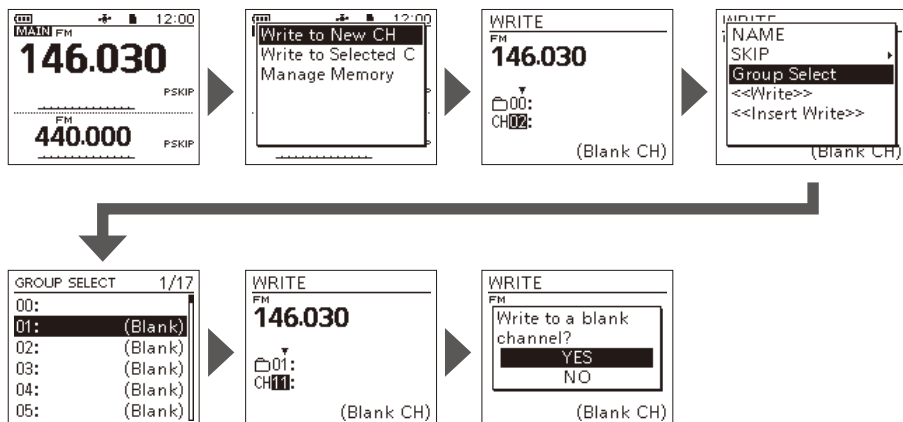 12:00
MAIN FM
146.030
PSKIP
FM
440.000
PSKIP
12:00
Write to New CH
Write to Selected C
Manage Memory
WRITE
FM
146.030
00:
CH02:
(Blank CH)
WRITE
NAME
SKIP
Group Select
<<Write>>
<<Insert Write>>
(Blank CH)
GROUP SELECT 1/17
00:
01: (Blank)
02: (Blank)
03: (Blank)
04: (Blank)
05: (Blank)
WRITE
FM
146.030
01:
CH11:
(Blank CH)
WRITE
FM
Write to a blank
channel?
YES
NO
(Blank CH)